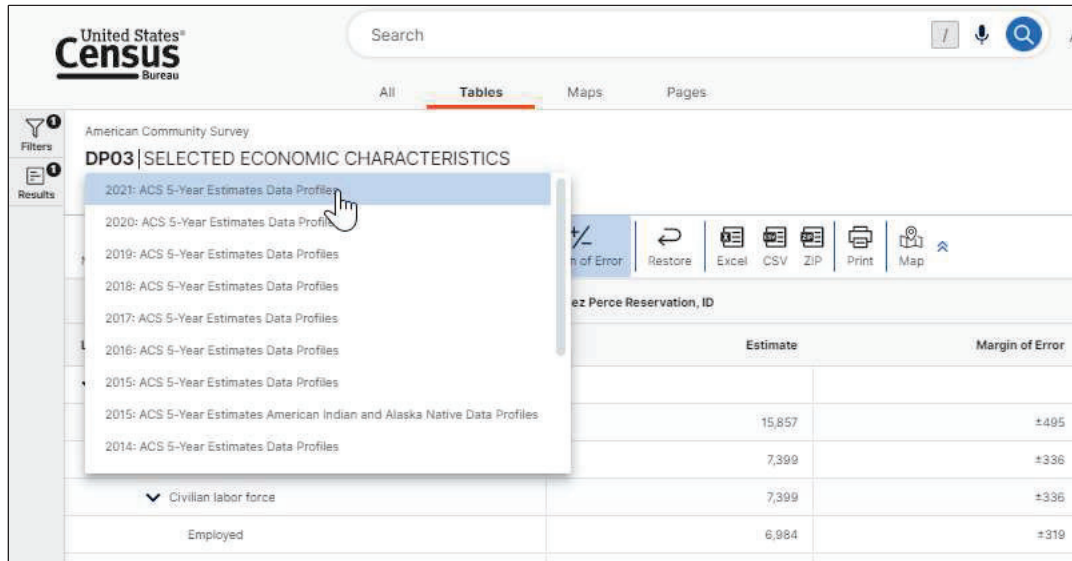 United States®
Census
Bureau
Search
/
All Tables Maps Pages
Filters 1
Results 1
American Community Survey
DP03|SELECTED ECONOMIC CHARACTERISTICS
2021: ACS 5-Year Estimates Data Profiles
2020: ACS 5-Year Estimates Data
2019: ACS 5-Year Estimates Data Profiles
2018: ACS 5-Year Estimates Data Profiles
2017: ACS 5-Year Estimates Data Profiles
2016: ACS 5-Year Estimates Data Profiles
2015: ACS 5-Year Estimates Data Profiles
2015: ACS 5-Year Estimates American Indian and Alaska Native Data Profiles
2014: ACS 5-Year Estimates Data Profiles
n of Error Restore Excel CSV ZIP Print Map
ez Perce Reservation, ID
Estimate Margin of Error
15,857 ±495
7,399 ±336
Civilian labor force 7,399 ±336
Employed 6,984 ±319